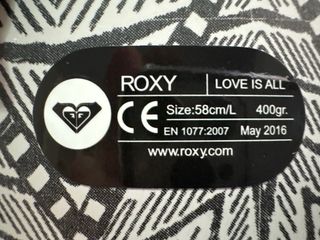 ROXY LOVE IS ALL
CE Size:58cm/L 400gr.
EN 1077:2007 May 2016
www.roxy.com